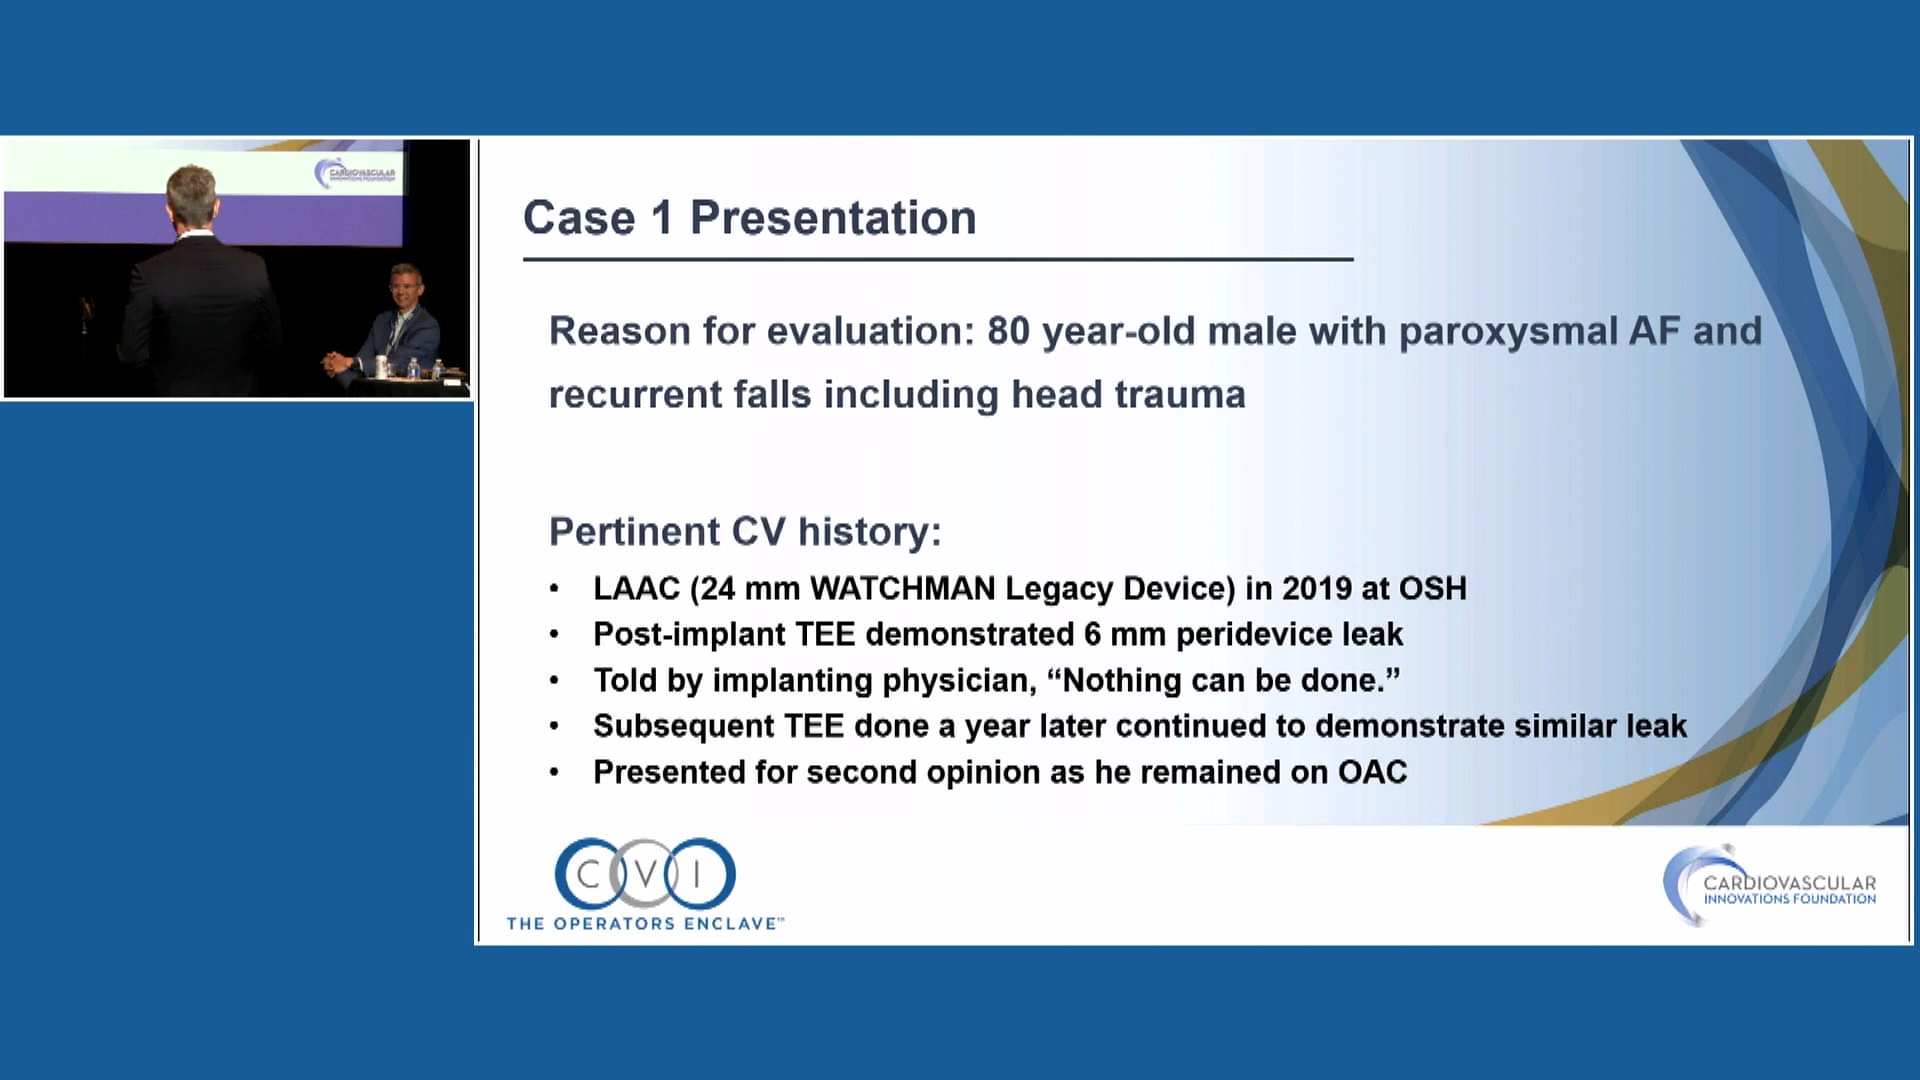 CARDIOVASCULAR
INNOVATIONS FOUNDATION
Case 1 Presentation
Reason for evaluation: 80 year-old male with paroxysmal AF and
recurrent falls including head trauma
Pertinent CV history:
• LAAC (24 mm WATCHMAN Legacy Device) in 2019 at OSH
• Post-implant TEE demonstrated 6 mm peridevice leak
• Told by implanting physician, “Nothing can be done.”
• Subsequent TEE done a year later continued to demonstrate similar leak
• Presented for second opinion as he remained on OAC
C V I
THE OPERATORS ENCLAVE™
CARDIOVASCULAR
INNOVATIONS FOUNDATION